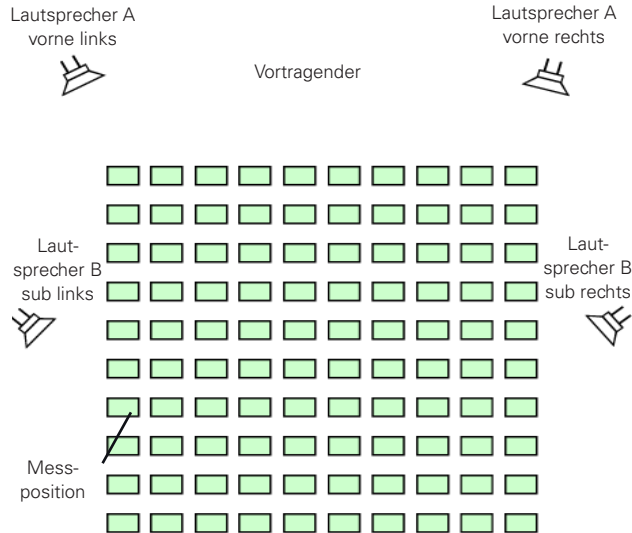 Lautsprecher A
vorne links
Lautsprecher A
vorne rechts
Vortragender
Laut-
sprecher B
sub links
Laut-
sprecher B
sub rechts
Mess-
position